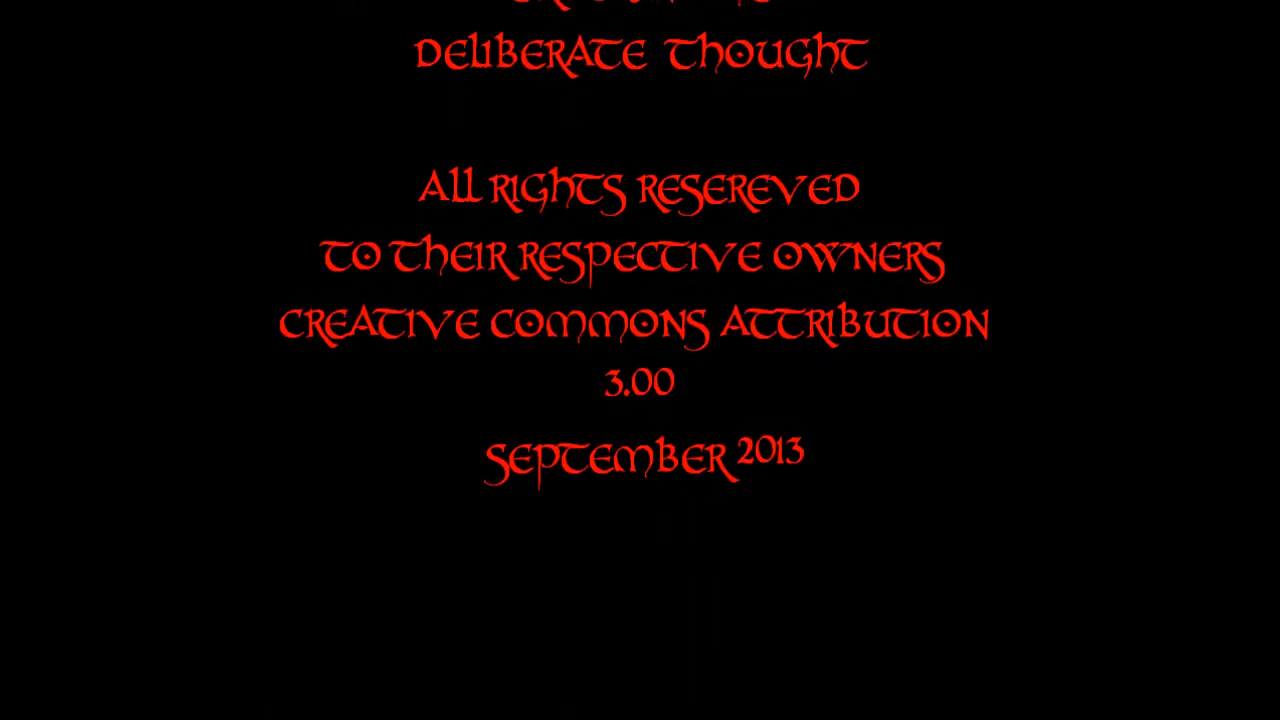 Deliberate Thought
All Rights Resereved
To Their Respective Owners
Creative Commons Attribution
3.00
September 2013